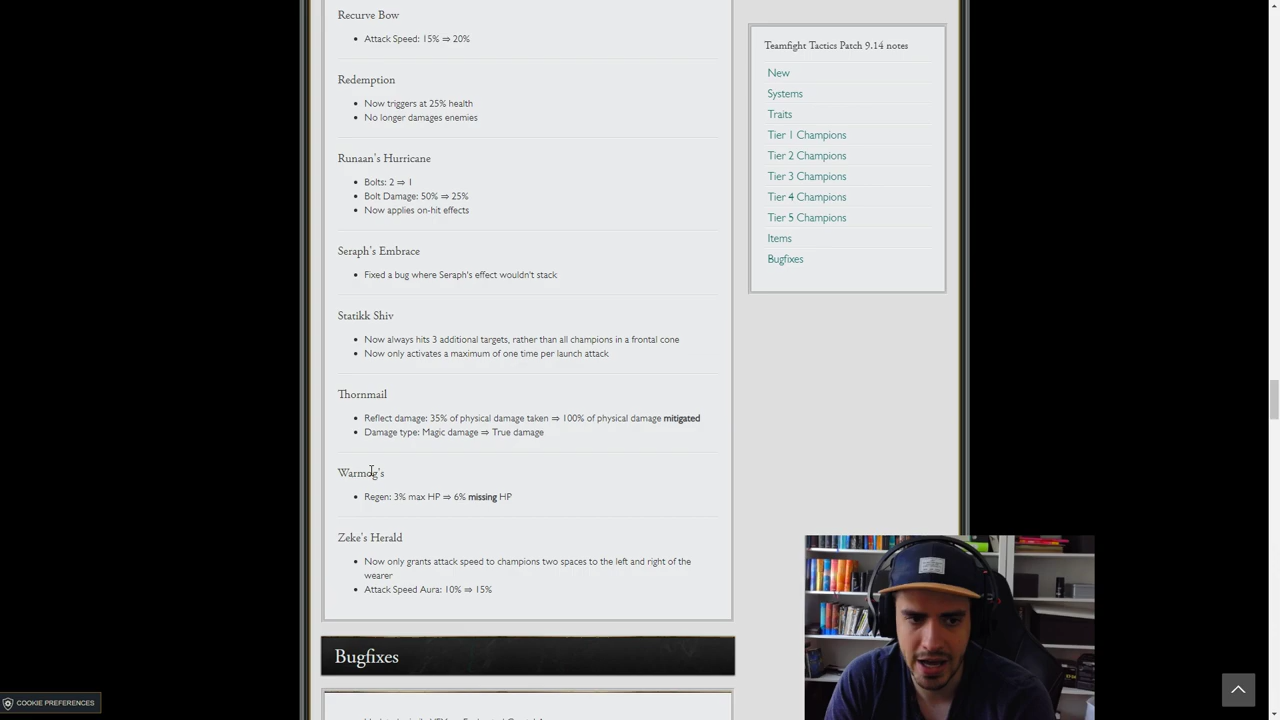 Recurve Bow
Attack Speed: 15% ⇒ 20%
Redemption
Now triggers at 25% health
No longer damages enemies
Runaan's Hurricane
Bolts: 2 ⇒ 1
Bolt Damage: 50% ⇒ 25%
Now applies on-hit effects
Seraph's Embrace
Fixed a bug where Seraph's effect wouldn't stack
Statikk Shiv
Now always hits 3 additional targets, rather than all champions in a frontal cone
Now only activates a maximum of one time per launch attack
Thornmail
Reflect damage: 35% of physical damage taken ⇒ 100% of physical damage mitigated
Damage type: Magic damage ⇒ True damage
Warmog's
Regen: 3% max HP ⇒ 6% missing HP
Zeke's Herald
Now only grants attack speed to champions two spaces to the left and right of the
wearer
Attack Speed Aura: 10% ⇒ 15%
Bugfixes
Teamfight Tactics Patch 9.14 notes
New
Systems
Traits
Tier 1 Champions
Tier 2 Champions
Tier 3 Champions
Tier 4 Champions
Tier 5 Champions
Items
Bugfixes
COOKIE PREFERENCES